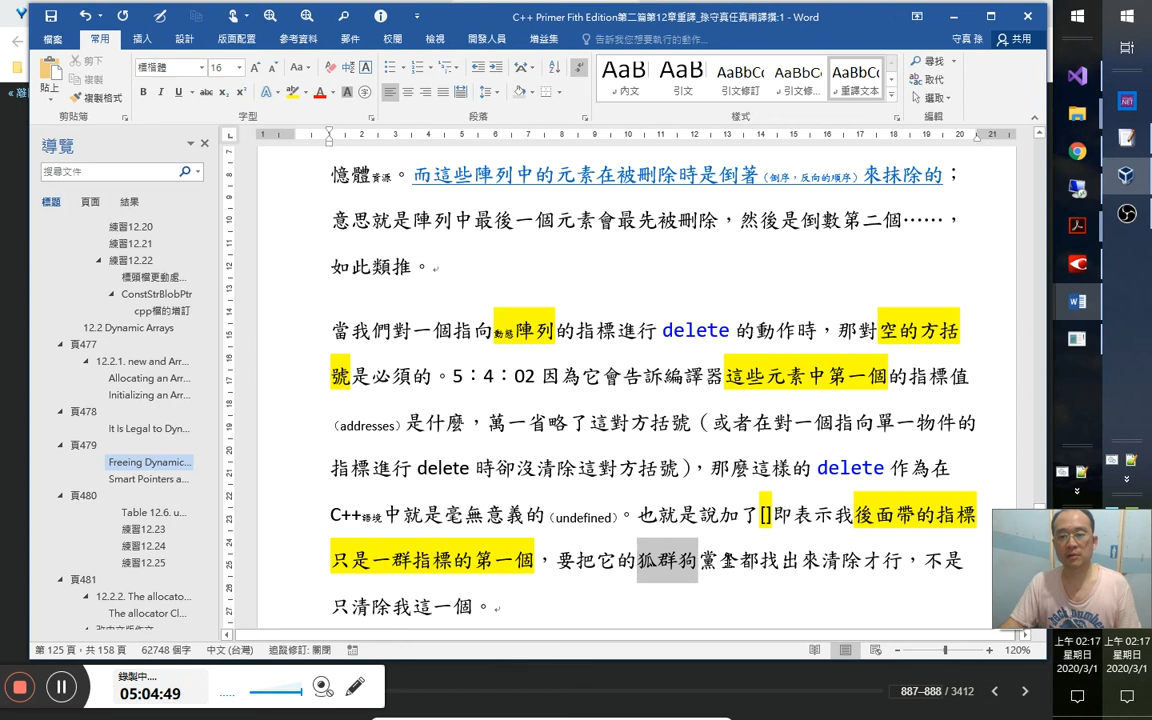 C++ Primer Fith Edition第二篇第12章重譯_孫守真任真甫譯撰:1 - Word
檔案 常用 插入 設計 版面配置 參考資料 郵件 校閱 檢視 開發人員 增益集 告訴我您想要執行的動作... 守真 孫 共用
貼上 剪下 複製 複製格式 剪貼簿
標楷體 16 字型
段落
AaB 內文
AaB 引文
AaBbCc 引文修訂
AaBbCc 引文修...
AaBbCc 重譯文本
樣式
尋找 取代 選取 編輯
導覽
搜尋文件
標題 頁面 結果
練習12.20
練習12.21
練習12.22
標頭檔更動處...
ConstStrBlobPtr
cpp檔的增訂
12.2 Dynamic Arrays
頁477
12.2.1. new and Arr...
Allocating an Arr...
Initializing an Arr...
頁478
It Is Legal to Dyn...
頁479
Freeing Dynamic...
Smart Pointers a...
頁480
Table 12.6. u...
練習12.23
練習12.24
練習12.25
頁481
12.2.2. The allocato...
The allocator Cl...
憶體資源。而這些陣列中的元素在被刪除時是倒著(倒序，反向的順序)來抹除的；
意思就是陣列中最後一個元素會最先被刪除，然後是倒數第二個……，
如此類推。
當我們對一個指向動態陣列的指標進行 delete 的動作時，那對空的方括
號是必須的。5：4：02 因為它會告訴編譯器這些元素中第一個的指標值
（addresses）是什麼，萬一省略了這對方括號（或者在對一個指向單一物件的
指標進行 delete 時卻沒清除這對方括號），那麼這樣的 delete 作為在
C++語境中就是毫無意義的（undefined）。也就是說加了[]即表示我後面帶的指標
只是一群指標的第一個，要把它的狐群狗黨全都找出來清除才行，不是
只清除我這一個。
第 125 頁，共 158 頁 62748 個字 中文 (台灣) 追蹤修訂: 關閉 120%
錄製中...
05:04:49
887–888 / 3412
上午 02:17
星期日
2020/3/1
上午 02:17
星期日
2020/3/1